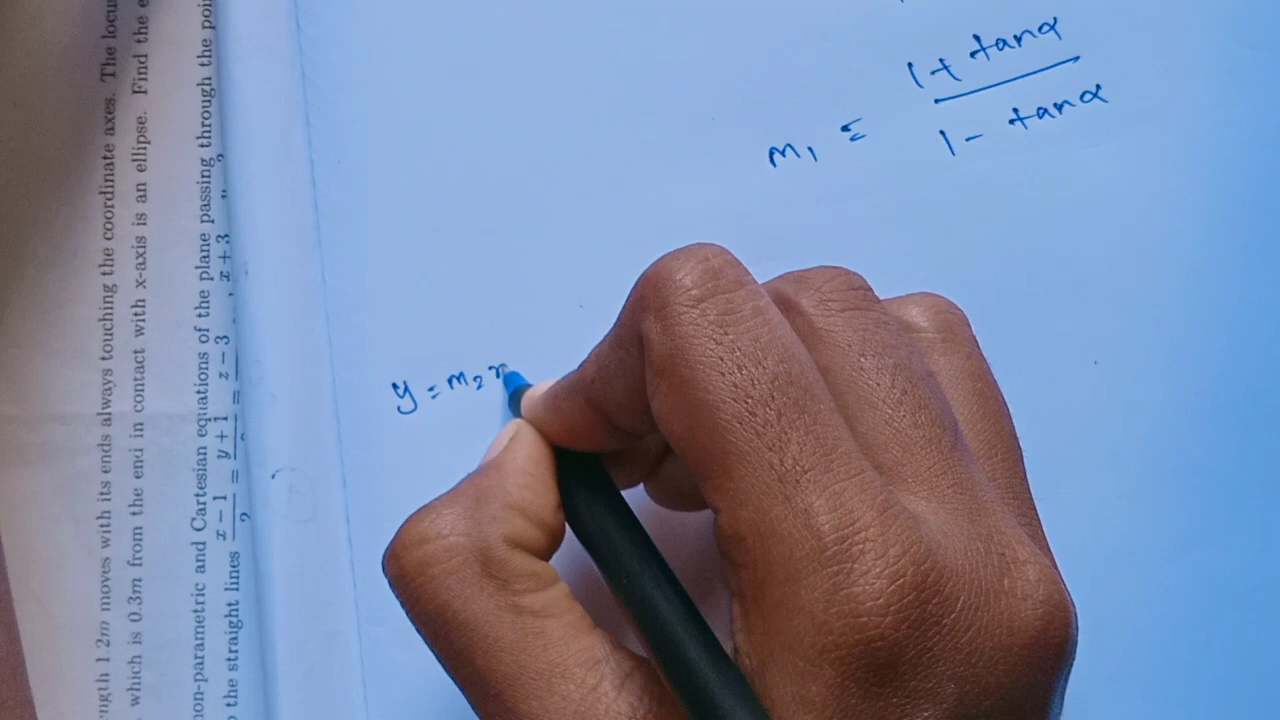 1 + tanα
m₁ = 
1 - tanα
y = m₂x
ngth 1.2m moves with its ends always touching the coordinate axes. The locu
which is 0.3m from the end in contact with x-axis is an ellipse. Find the e
non-parametric and Cartesian equations of the plane passing through the poi
the straight lines x − 1 / 2 = y + 1 = z − 3 , x + 3